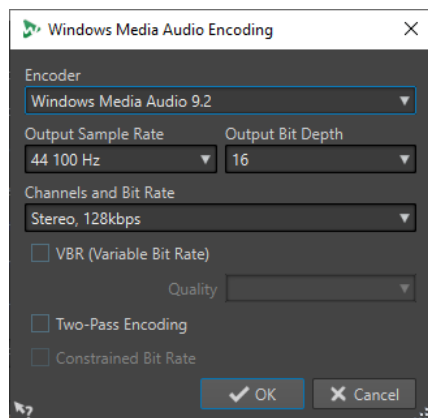 Windows Media Audio Encoding
Encoder
Windows Media Audio 9.2
Output Sample Rate Output Bit Depth
44 100 Hz 16
Channels and Bit Rate
Stereo, 128kbps
VBR (Variable Bit Rate)
Quality
Two-Pass Encoding
Constrained Bit Rate
OK Cancel
?